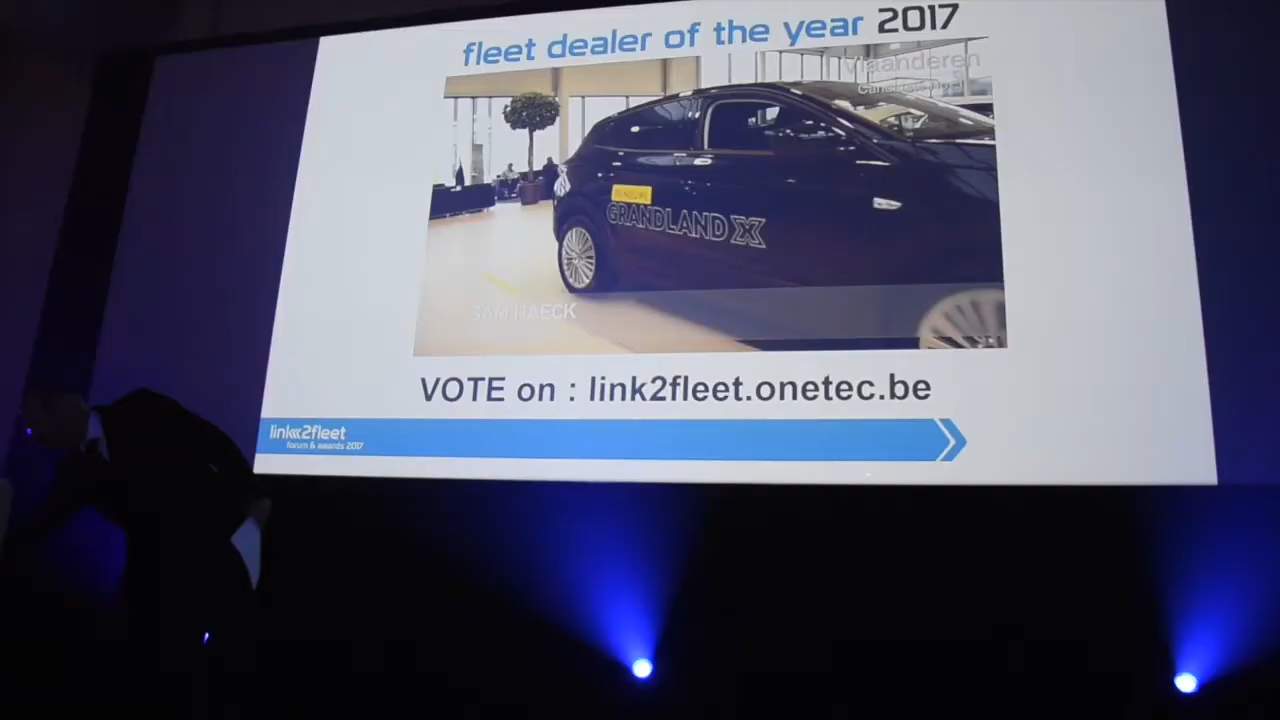 fleet dealer of the year 2017
Vlaanderen
GRANDLAND X
SAM HAECK
VOTE on : link2fleet.onetec.be
link2fleet
forum & awards 2017